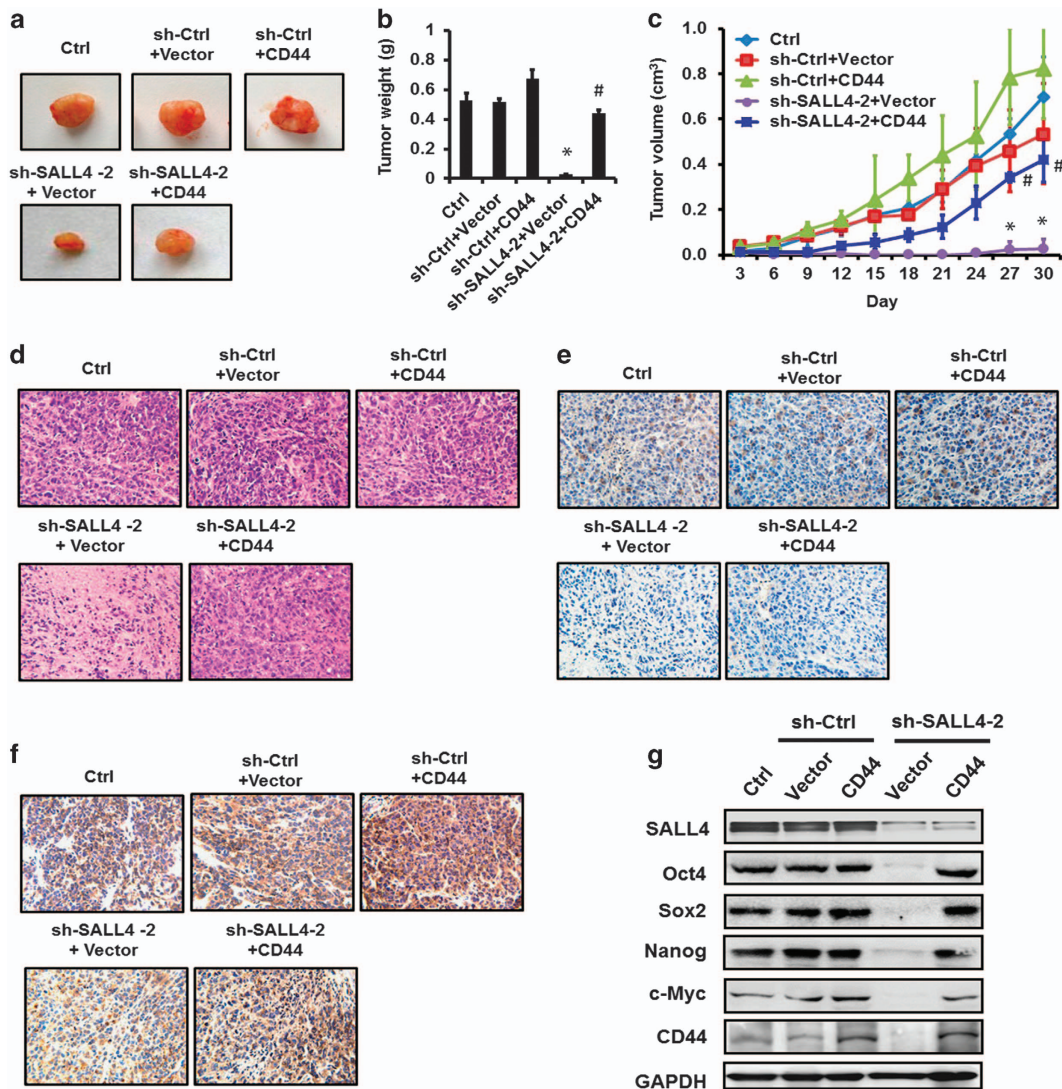 a
Ctrl
sh-Ctrl
+Vector
sh-Ctrl
+CD44
sh-SALL4 -2
+ Vector
sh-SALL4-2
+CD44
b
Tumor weight (g)
1
0.8
0.6
0.4
0.2
0
*
#
Ctrl
sh-Ctrl+Vector
sh-Ctrl+CD44
sh-SALL4-2+Vector
sh-SALL4-2+CD44
c
Tumor volume (cm³)
1.0
0.8
0.6
0.4
0.2
0.0
Ctrl
sh-Ctrl+Vector
sh-Ctrl+CD44
sh-SALL4-2+Vector
sh-SALL4-2+CD44
# #
* *
3 6 9 12 15 18 21 24 27 30
Day
d
Ctrl
sh-Ctrl
+Vector
sh-Ctrl
+CD44
sh-SALL4 -2
+ Vector
sh-SALL4-2
+CD44
e
Ctrl
sh-Ctrl
+Vector
sh-Ctrl
+CD44
sh-SALL4 -2
+ Vector
sh-SALL4-2
+CD44
f
Ctrl
sh-Ctrl
+Vector
sh-Ctrl
+CD44
sh-SALL4 -2
+ Vector
sh-SALL4-2
+CD44
g
sh-Ctrl sh-SALL4-2
Ctrl Vector CD44 Vector CD44
SALL4
Oct4
Sox2
Nanog
c-Myc
CD44
GAPDH